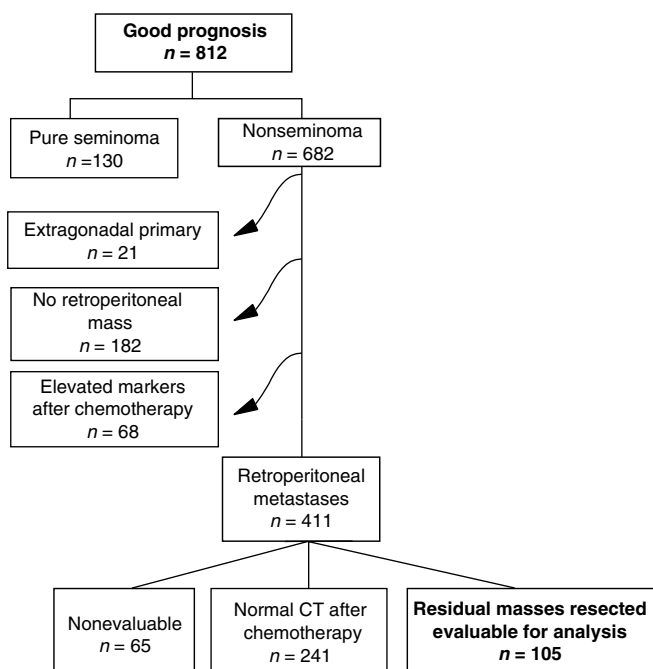 Good prognosis
n = 812
Pure seminoma
n =130
Nonseminoma
n = 682
Extragonadal primary
n = 21
No retroperitoneal
mass
n = 182
Elevated markers
after chemotherapy
n = 68
Retroperitoneal
metastases
n = 411
Nonevaluable
n = 65
Normal CT after
chemotherapy
n = 241
Residual masses resected
evaluable for analysis
n = 105